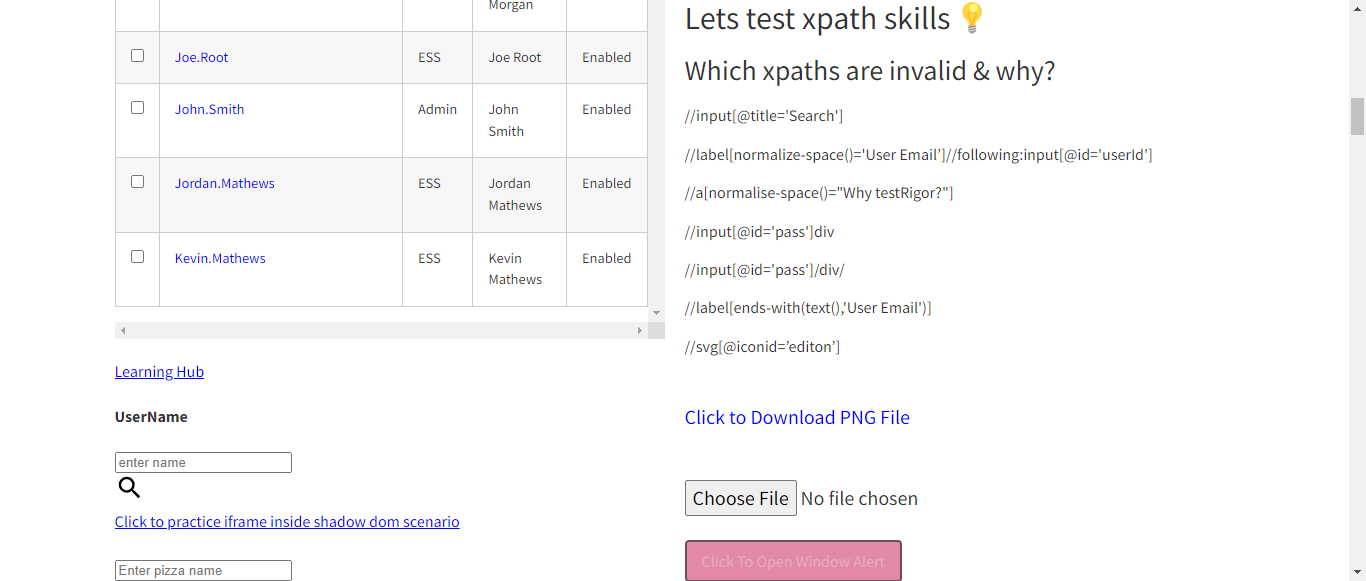 Morgan
Joe.Root ESS Joe Root Enabled
John.Smith Admin John Enabled
Smith
Jordan.Mathews ESS Jordan Enabled
Mathews
Kevin.Mathews ESS Kevin Enabled
Mathews
Learning Hub
UserName
enter name
Click to practice iframe inside shadow dom scenario
Enter pizza name
Lets test xpath skills 💡
Which xpaths are invalid & why?
//input[@title='Search']
//label[normalize-space()='User Email’]//following:input[@id='userId']
//a[normalise-space()="Why testRigor?"]
//input[@id='pass']div
//input[@id='pass']/div/
//label[ends-with(text(),'User Email')]
//svg[@iconid=’editon’]
Click to Download PNG File
Choose File No file chosen
Click To Open Window Alert